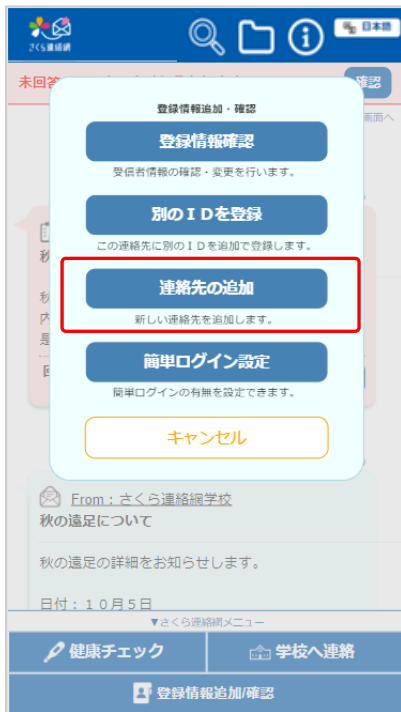 さくら連絡網
日本語
未回答
確認
画面へ
登録情報追加・確認
登録情報確認
受信者情報の確認・変更を行います。
別のＩＤを登録
この連絡先に別のＩＤを追加で登録します。
連絡先の追加
新しい連絡先を追加します。
簡単ログイン設定
簡単ログインの有無を設定できます。
キャンセル
秋
秋
内
是
From：さくら連絡網学校
秋の遠足について
秋の遠足の詳細をお知らせします。
日付：１０月５日
▼さくら連絡網メニュー
健康チェック
学校へ連絡
登録情報追加/確認